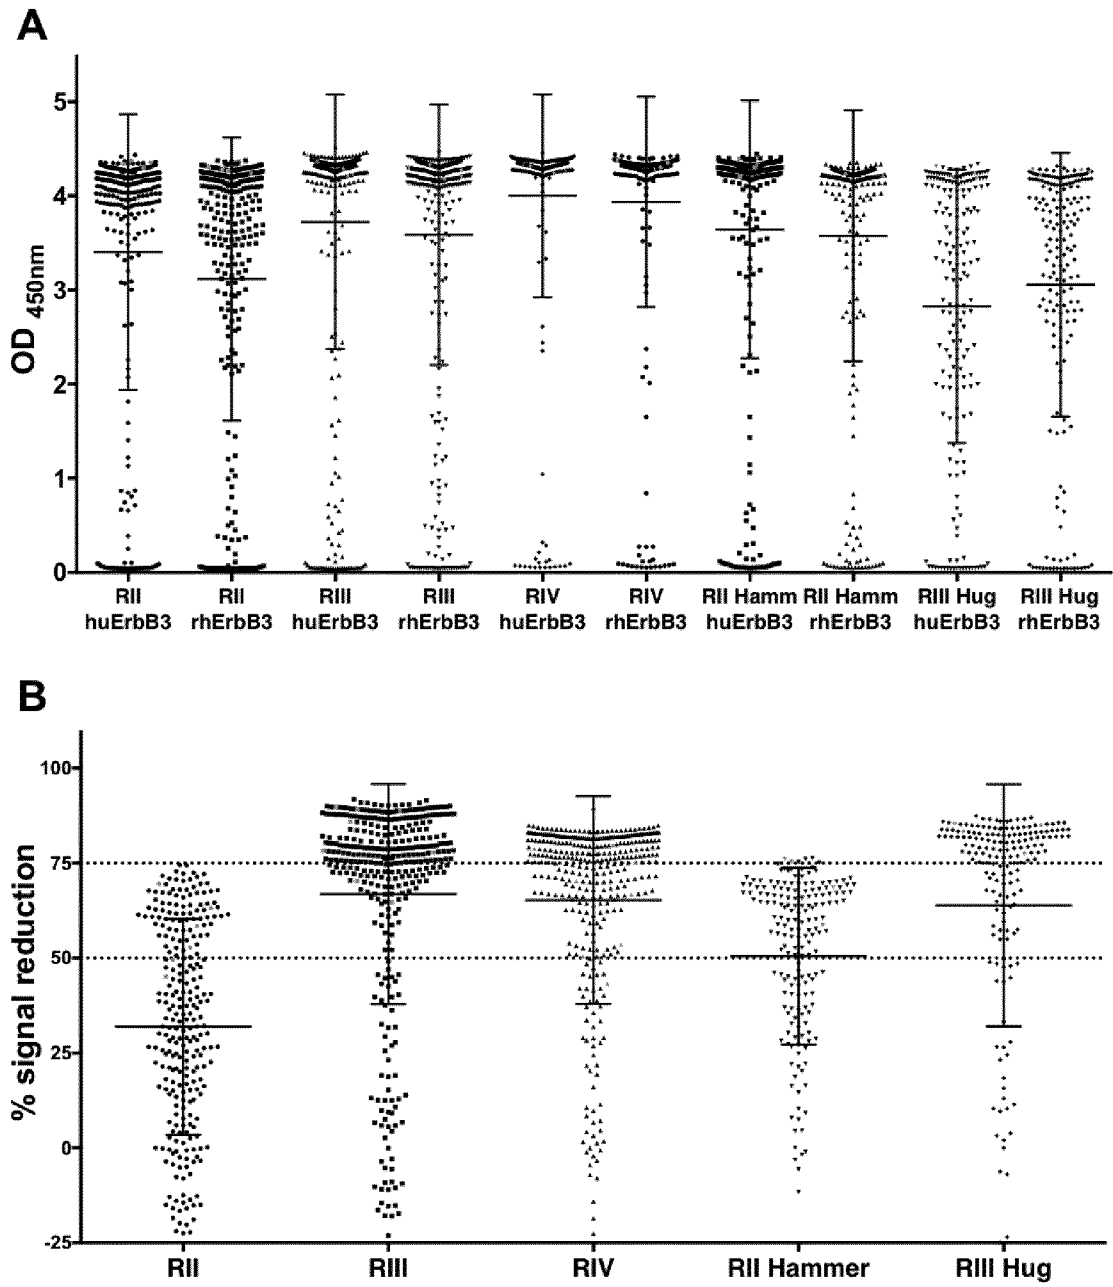 A
OD 450nm
5
4
3
2
1
0
RII RII RIII RIII RIV RIV RII Hamm RII Hamm RIII Hug RIII Hug
huErbB3 rhErbB3 huErbB3 rhErbB3 huErbB3 rhErbB3 huErbB3 rhErbB3 huErbB3 rhErbB3
B
% signal reduction
100
75
50
25
0
-25
RII RIII RIV RII Hammer RIII Hug